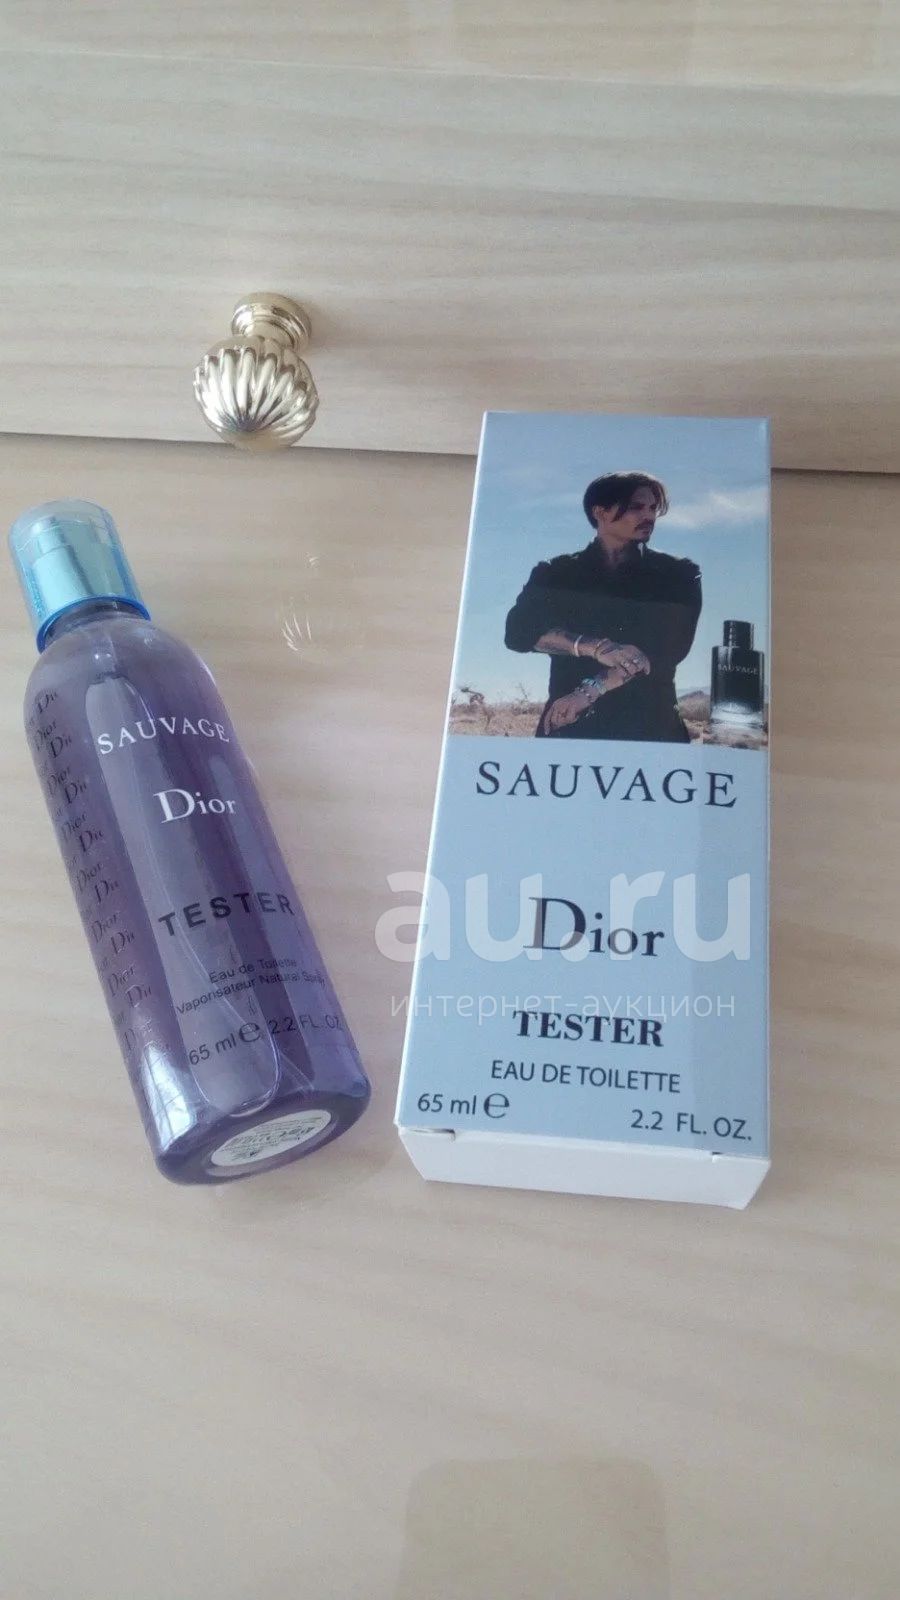 SAUVAGE
Dior
TESTER
Eau de Toilette
Vaporisateur Natural Spray
65 ml e 2.2 FL.OZ
SAUVAGE
SAUVAGE
Dior
TESTER
EAU DE TOILETTE
65 ml e
2.2 FL. OZ.
au.ru
интернет-аукцион